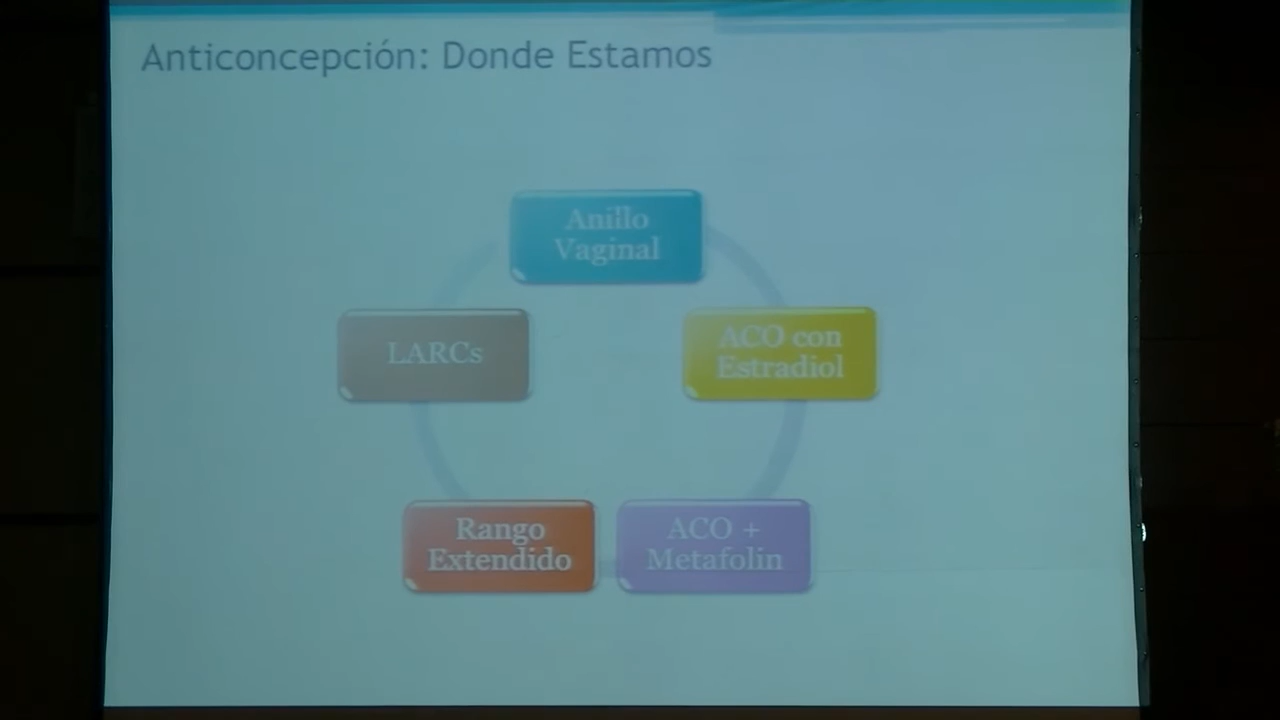 Anticoncepción: Donde Estamos
Anillo
Vaginal
LARCs
ACO con
Estradiol
Rango
Extendido
ACO +
Metafolin